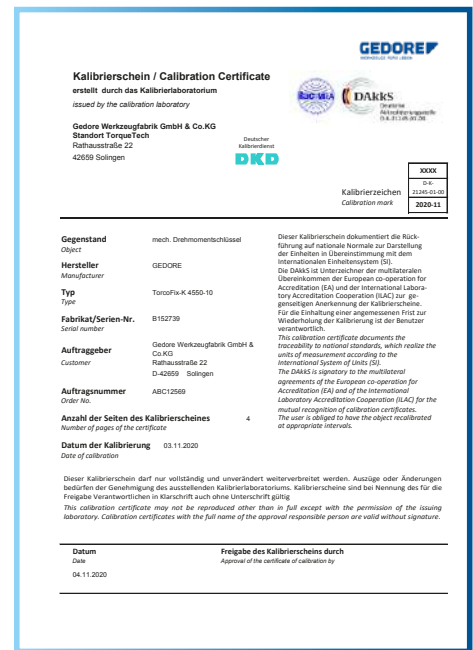 GEDORE
WERKZEUGE FÜRS LEBEN
Kalibrierschein / Calibration Certificate
erstellt durch das Kalibrierlaboratorium
issued by the calibration laboratory
Gedore Werkzeugfabrik GmbH & Co.KG
Standort TorqueTech
Rathausstraße 22
42659 Solingen
Deutscher
Kalibrierdienst
DKD
ilac-MRA
DAkkS
Deutsche
Akkreditierungsstelle
D-K-21245-01-00
Kalibrierzeichen
Calibration mark
XXXX
D-K-
21245-01-00
2020-11
Gegenstand
Object
mech. Drehmomentschlüssel
Hersteller
Manufacturer
GEDORE
Typ
Type
TorcoFix-K 4550-10
Fabrikat/Serien-Nr.
Serial number
B152739
Auftraggeber
Customer
Gedore Werkzeugfabrik GmbH &
Co.KG
Rathausstraße 22
D-42659 Solingen
Auftragsnummer
Order No.
ABC12569
Anzahl der Seiten des Kalibrierscheines 4
Number of pages of the certificate
Datum der Kalibrierung 03.11.2020
Date of calibration
Dieser Kalibrierschein dokumentiert die Rück-
führung auf nationale Normale zur Darstellung
der Einheiten in Übereinstimmung mit dem
Internationalen Einheitensystem (SI).
Die DAkkS ist Unterzeichner der multilateralen
Übereinkommen der European co-operation for
Accreditation (EA) und der International Labora-
tory Accreditation Cooperation (ILAC) zur ge-
genseitigen Anerkennung der Kalibrierscheine.
Für die Einhaltung einer angemessenen Frist zur
Wiederholung der Kalibrierung ist der Benutzer
verantwortlich.
This calibration certificate documents the
traceability to national standards, which realize the
units of measurement according to the
International System of Units (SI).
The DAkkS is signatory to the multilateral
agreements of the European co-operation for
Accreditation (EA) and of the International
Laboratory Accreditation Cooperation (ILAC) for the
mutual recognition of calibration certificates.
The user is obliged to have the object recalibrated
at appropriate intervals.
Dieser Kalibrierschein darf nur vollständig und unverändert weiterverbreitet werden. Auszüge oder Änderungen
bedürfen der Genehmigung des ausstellenden Kalibrierlaboratoriums. Kalibrierscheine sind bei Nennung des für die
Freigabe Verantwortlichen in Klarschrift auch ohne Unterschrift gültig
This calibration certificate may not be reproduced other than in full except with the permission of the issuing
laboratory. Calibration certificates with the full name of the approval responsible person are valid without signature.
Datum
Date
04.11.2020
Freigabe des Kalibrierscheins durch
Approval of the certificate of calibration by